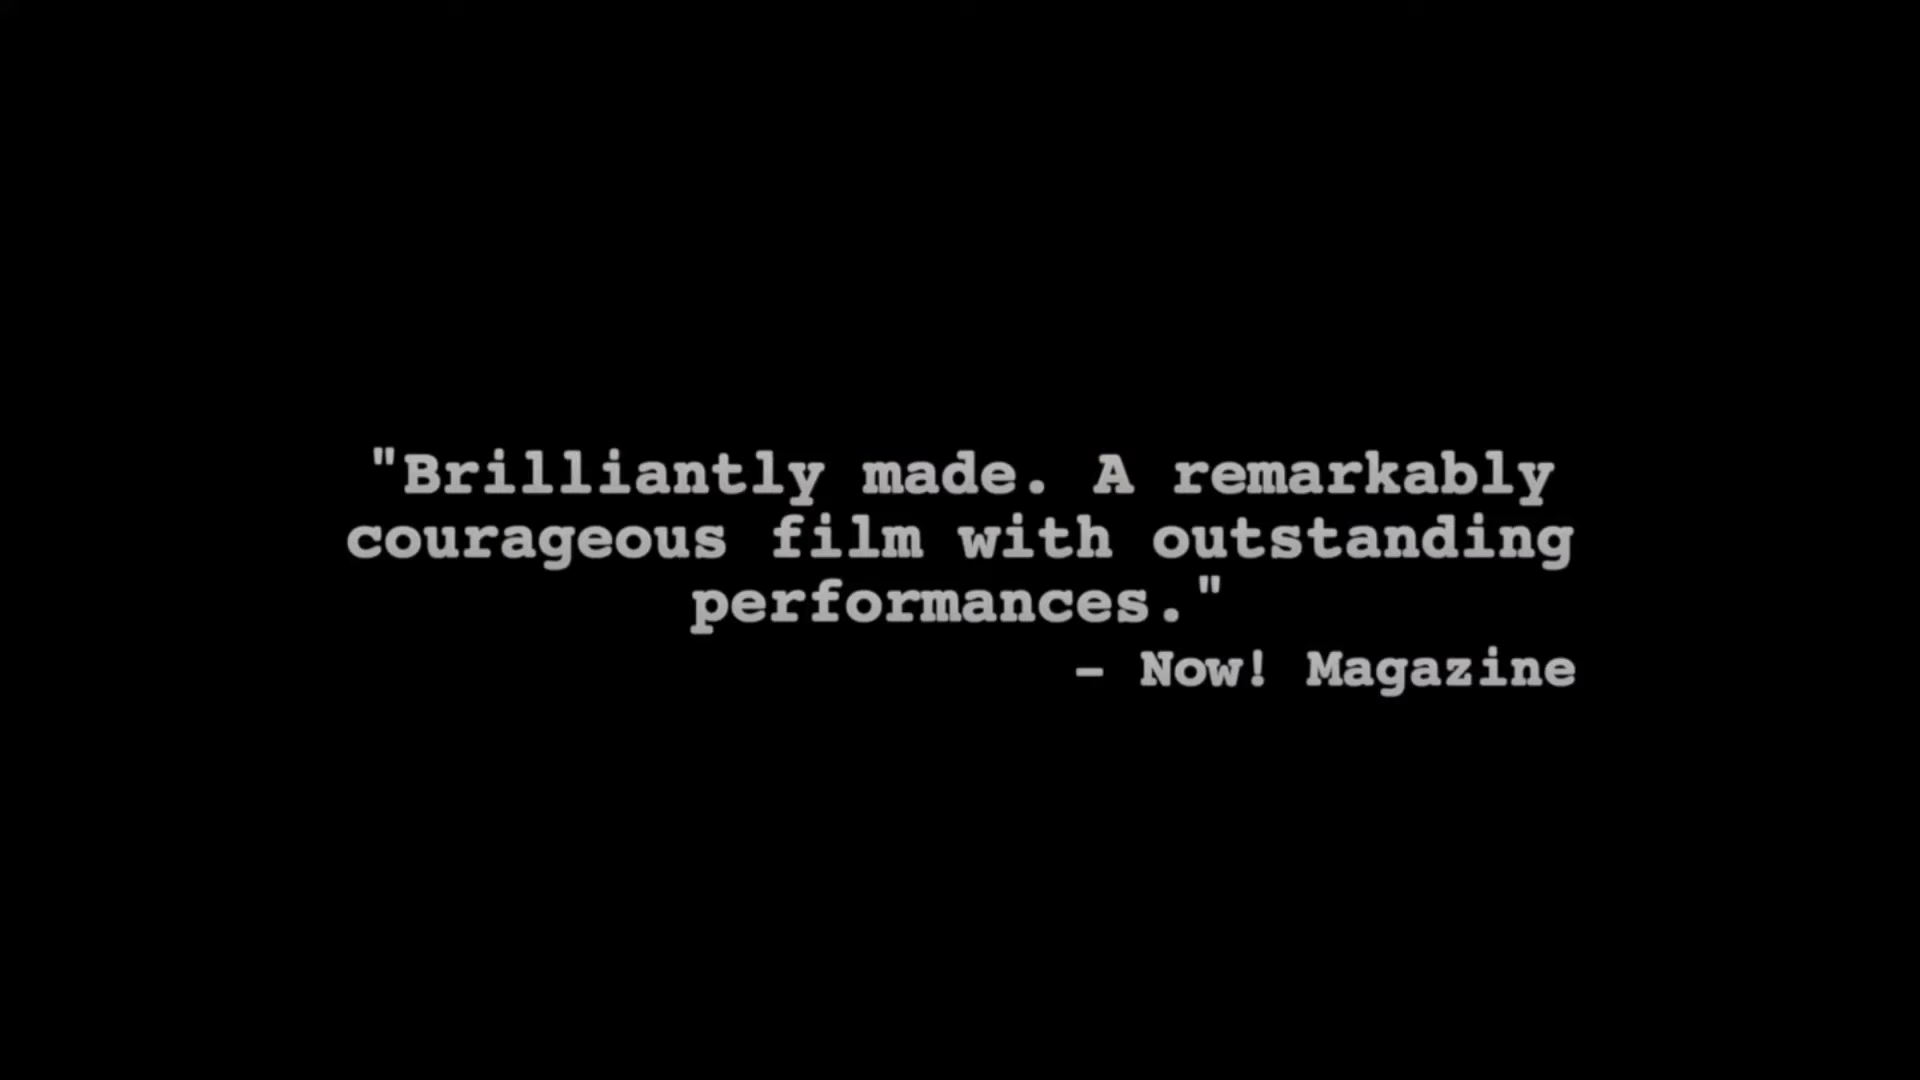 "Brilliantly made. A remarkably
courageous film with outstanding
performances."
- Now! Magazine